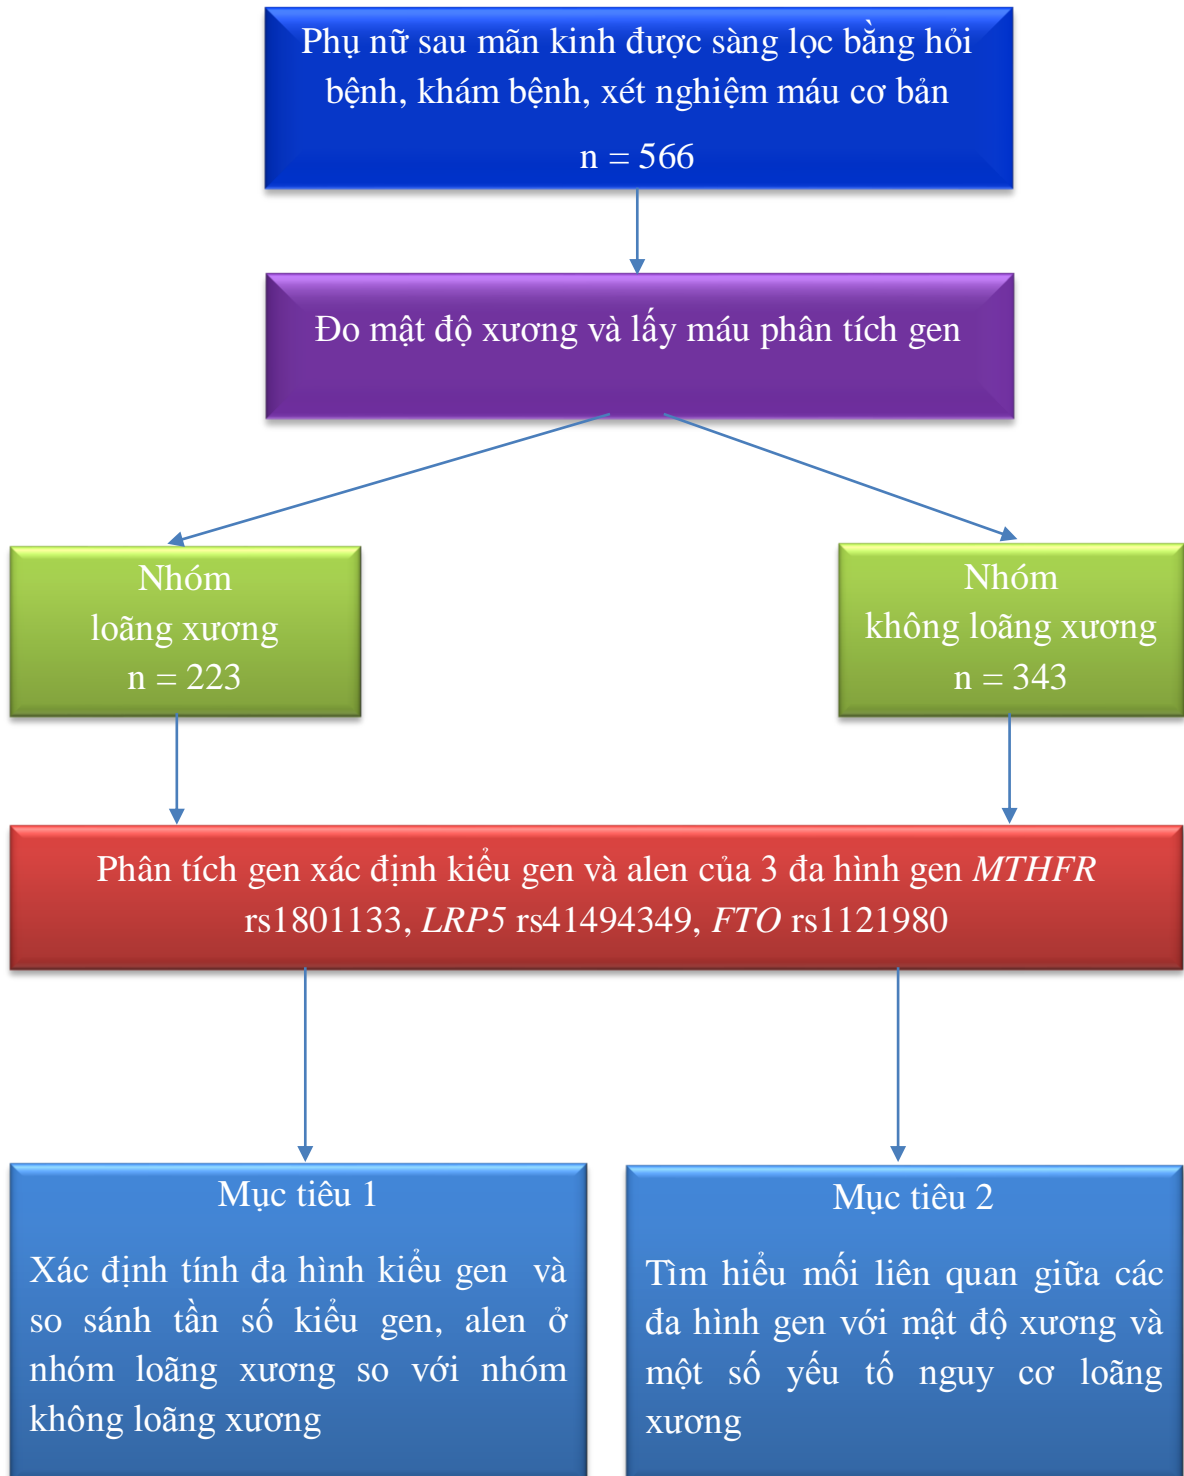 Phụ nữ sau mãn kinh được sàng lọc bằng hỏi
bệnh, khám bệnh, xét nghiệm máu cơ bản
n = 566
Đo mật độ xương và lấy máu phân tích gen
Nhóm
loãng xương
n = 223
Nhóm
không loãng xương
n = 343
Phân tích gen xác định kiểu gen và alen của 3 đa hình gen MTHFR
rs1801133, LRP5 rs41494349, FTO rs1121980
Mục tiêu 1
Xác định tính đa hình kiểu gen và
so sánh tần số kiểu gen, alen ở
nhóm loãng xương so với nhóm
không loãng xương
Mục tiêu 2
Tìm hiểu mối liên quan giữa các
đa hình gen với mật độ xương và
một số yếu tố nguy cơ loãng
xương